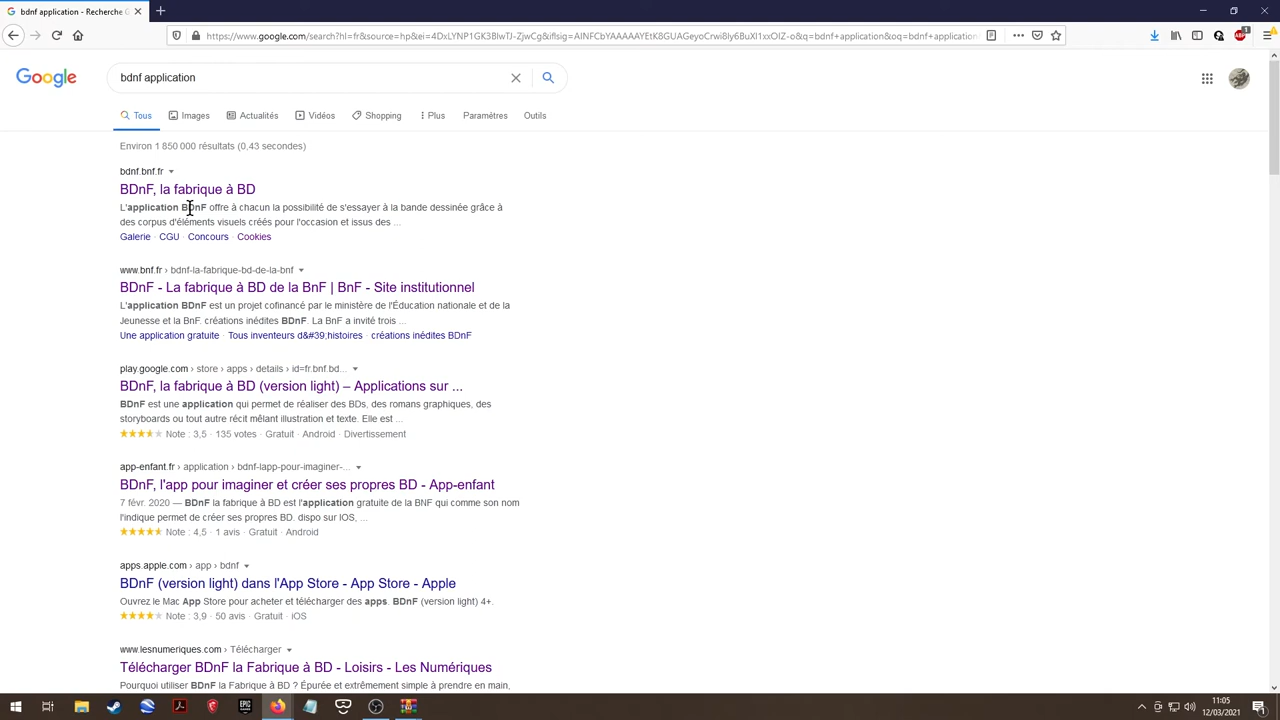 bdnf application - Recherche G
https://www.google.com/search?hl=fr&source=hp&ei=4DxLYNP1GK3BlwTJ-ZjwCg&iflsig=AINFCbYAAAAAYEtK8GUAGeyoCrwi8ly6BuXl1xxOIZ-o&q=bdnf+application&oq=bdnf+application
Google
bdnf application
Tous Images Actualités Vidéos Shopping Plus Paramètres Outils
Environ 1 850 000 résultats (0,43 secondes)
bdnf.bnf.fr
BDnF, la fabrique à BD
L'application BDnF offre à chacun la possibilité de s'essayer à la bande dessinée grâce à
des corpus d'éléments visuels créés pour l'occasion et issus des ...
Galerie · CGU · Concours · Cookies
www.bnf.fr › bdnf-la-fabrique-bd-de-la-bnf
BDnF - La fabrique à BD de la BnF | BnF - Site institutionnel
L'application BDnF est un projet cofinancé par le ministère de l'Éducation nationale et de la
Jeunesse et la BnF. créations inédites BDnF. La BnF a invité trois ...
Une application gratuite · Tous inventeurs d&#39;histoires · créations inédites BDnF
play.google.com › store › apps › details › id=fr.bnf.bd...
BDnF, la fabrique à BD (version light) – Applications sur ...
BDnF est une application qui permet de réaliser des BDs, des romans graphiques, des
storyboards ou tout autre récit mêlant illustration et texte. Elle est ...
Note : 3,5 · 135 votes · Gratuit · Android · Divertissement
app-enfant.fr › application › bdnf-lapp-pour-imaginer-...
BDnF, l'app pour imaginer et créer ses propres BD - App-enfant
7 févr. 2020 — BDnF la fabrique à BD est l'application gratuite de la BNF qui comme son nom
l'indique permet de créer ses propres BD. dispo sur IOS, ...
Note : 4,5 · 1 avis · Gratuit · Android
apps.apple.com › app › bdnf
BDnF (version light) dans l'App Store - App Store - Apple
Ouvrez le Mac App Store pour acheter et télécharger des apps. BDnF (version light) 4+.
Note : 3,9 · 50 avis · Gratuit · iOS
www.lesnumeriques.com › Télécharger
Télécharger BDnF la Fabrique à BD - Loisirs - Les Numériques
Pourquoi utiliser BDnF la Fabrique à BD ? Épurée et extrêmement simple à prendre en main,
11:05
12/03/2021